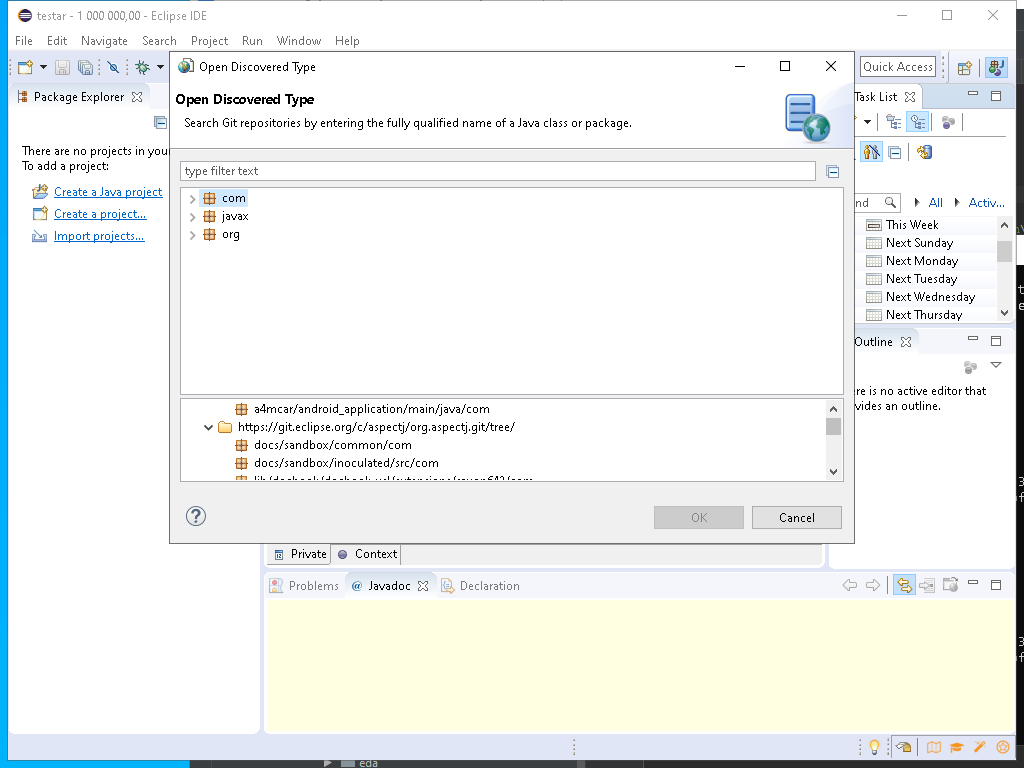 testar - 1 000 000,00 - Eclipse IDE
File Edit Navigate Search Project Run Window Help
Open Discovered Type
Quick Access
Package Explorer
Open Discovered Type
Search Git repositories by entering the fully qualified name of a Java class or package.
Task List
There are no projects in your
To add a project:
Create a Java project
Create a project...
Import projects...
type filter text
com
javax
org
All
Activ...
This Week
Next Sunday
Next Monday
Next Tuesday
Next Wednesday
Next Thursday
Outline
is no active editor that
an outline.
a4mcar/android_application/main/java/com
https://git.eclipse.org/c/aspectj/org.aspectj.git/tree/
docs/sandbox/common/com
docs/sandbox/inoculated/src/com
OK
Cancel
Private
Context
Problems
@ Javadoc
Declaration
eda